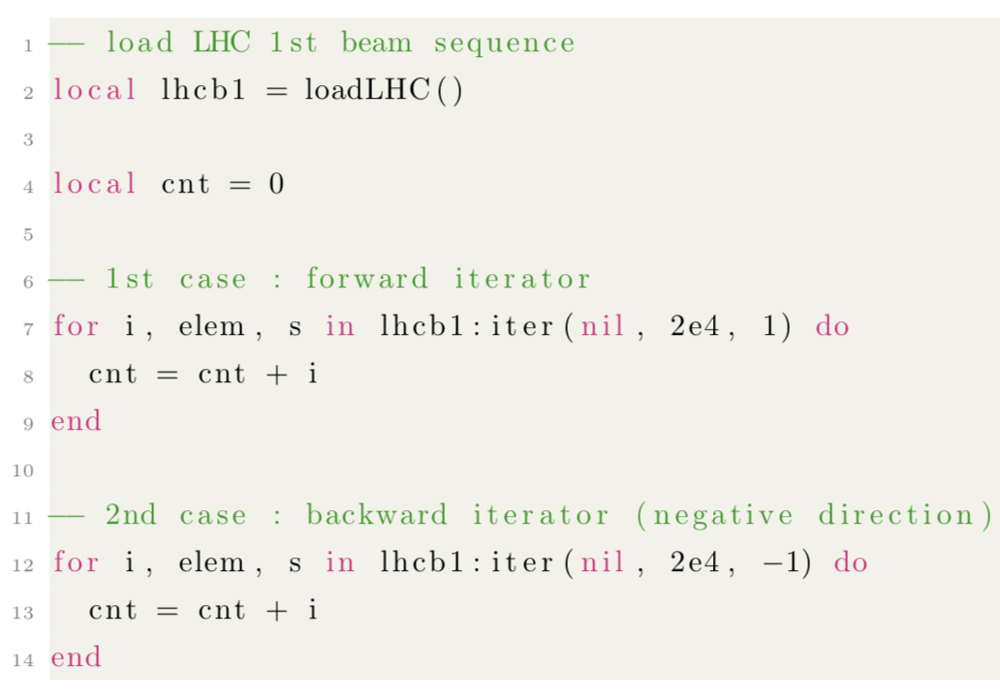 1 -- load LHC 1st beam sequence
2 local lhcb1 = loadLHC()
3
4 local cnt = 0
5
6 -- 1st case : forward iterator
7 for i, elem, s in lhcb1:iter(nil, 2e4, 1) do
8   cnt = cnt + i
9 end
10
11 -- 2nd case : backward iterator (negative direction)
12 for i, elem, s in lhcb1:iter(nil, 2e4, −1) do
13   cnt = cnt + i
14 end